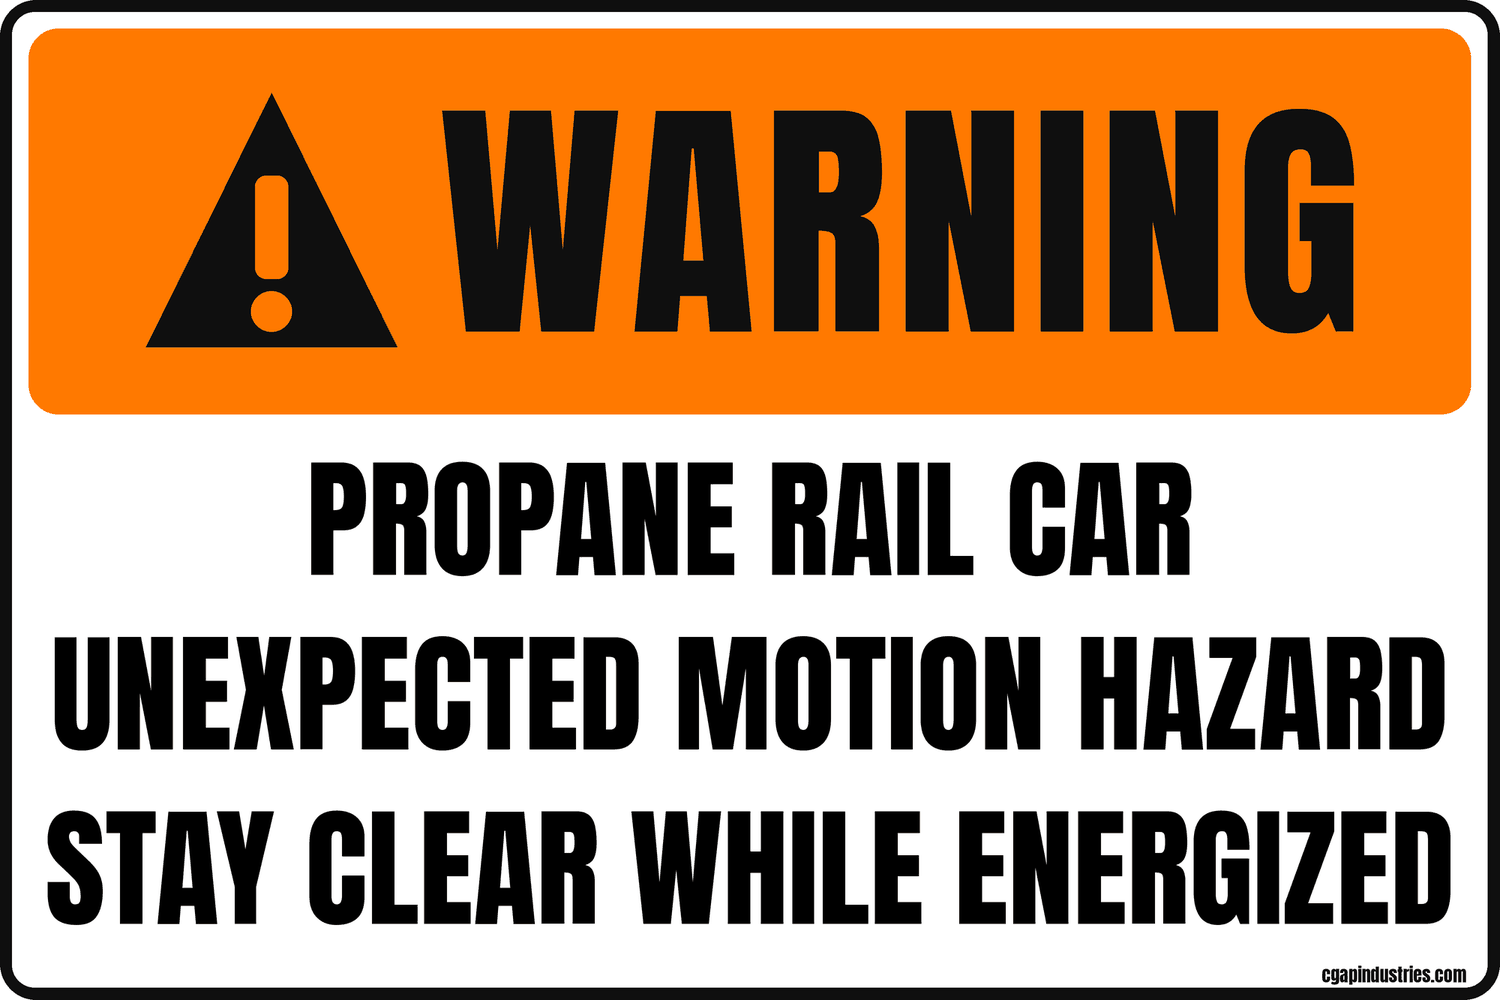 WARNING
PROPANE RAIL CAR
UNEXPECTED MOTION HAZARD
STAY CLEAR WHILE ENERGIZED
cgapindustries.com